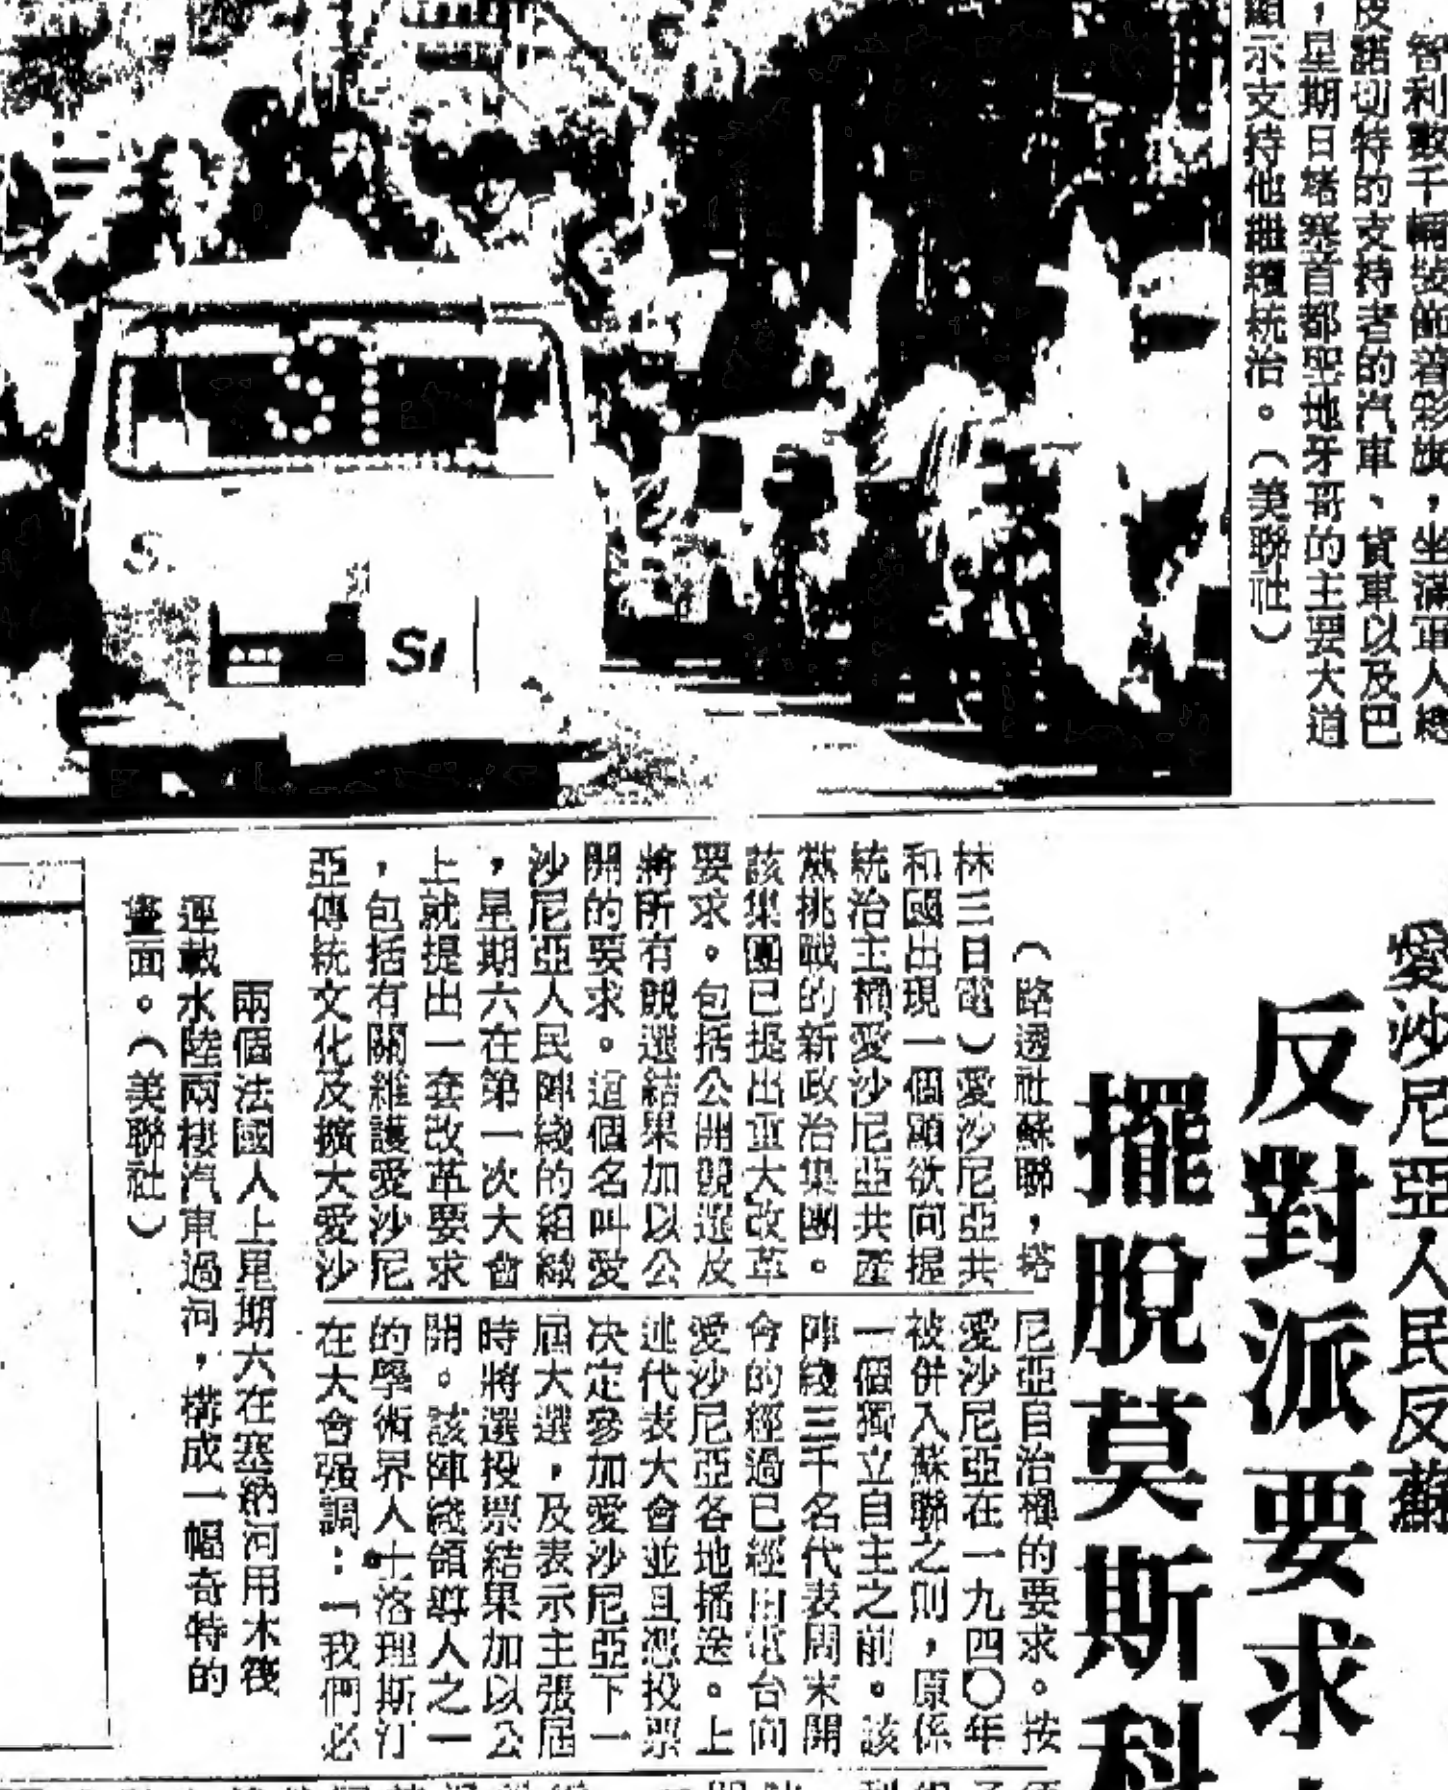 智利數千輛裝飾着彩旗，坐滿軍人總
皮諾切特的支持者的汽車、貨車以及巴
，星期日堵塞首都聖地牙哥的主要大道
顯示支持他繼續統治。（美聯社）
SI
S
SI
愛沙尼亞人民反蘇
反對派要求
擺脫莫斯科
（路透社蘇聯，塔
林三日電）愛沙尼亞共
和國出現一個顯欲向握
統治主權愛沙尼亞共產
黨挑戰的新政治集團。
該集團已提出重大改革
要求。包括公開競選及
將所有競選結果加以公
開的要求。這個名叫愛
沙尼亞人民陣綫的組織
，星期六在第一次大會
上就提出一套改革要求
，包括有關維護愛沙尼
亞傳統文化及擴大愛沙
尼亞自治權的要求。按
愛沙尼亞在一九四〇年
被併入蘇聯之則，原係
一個獨立自主之前。該
陣綫三千名代表周末開
會的經過已經由電台向
愛沙尼亞各地播送。上
述代表大會並且憑投票
决定參加愛沙尼亞下一
屆大選，及表示主張屆
時將選投票結果加以公
開。該陣綫領導人之一
的學術界人士洛理斯汀
在大會强調：「我們必
兩個法國人上星期六在塞納河用木筏
運載水陸兩棲汽車過河，構成一幅奇特的
畫面。（美聯社）